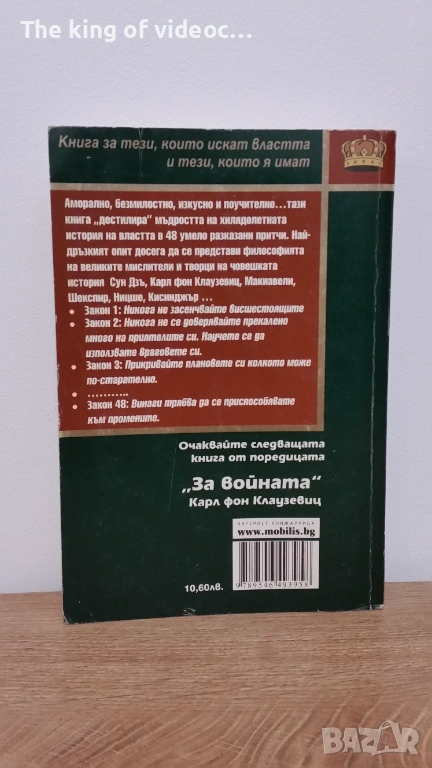 The king of videoc...
Книга за тези, които искат властта
и тези, които я имат
Аморално, безмилостно, изкусно и поучително...тази
книга „дестилира" мъдростта на хилядолетната
история на властта в 48 умело разказани притчи. Най-
дръзкият опит досега да се представи философията
на великите мислители и творци на човешката
история Сун Дзъ, Карл фон Клаузевиц, Макиавели,
Шекспир, Ницше, Кисинджър ...
• Закон 1: Никога не засенчвайте висшестоящите
• Закон 2: Никога не се доверявайте прекалено
много на приятелите си. Научете се да
използвате враговете си.
• Закон 3: Прикривайте плановете си колкото може
по-старателно.
• ...........
• Закон 48: Винаги трябва да се приспособявате
към промените.
Очаквайте следващата
книга от поредицата
„За войната"
Карл фон Клаузевиц
ИНТЕРНЕТ КНИЖАРНИЦА
www.mobilis.bg
10,60лв.
9789546493958
BAZAR